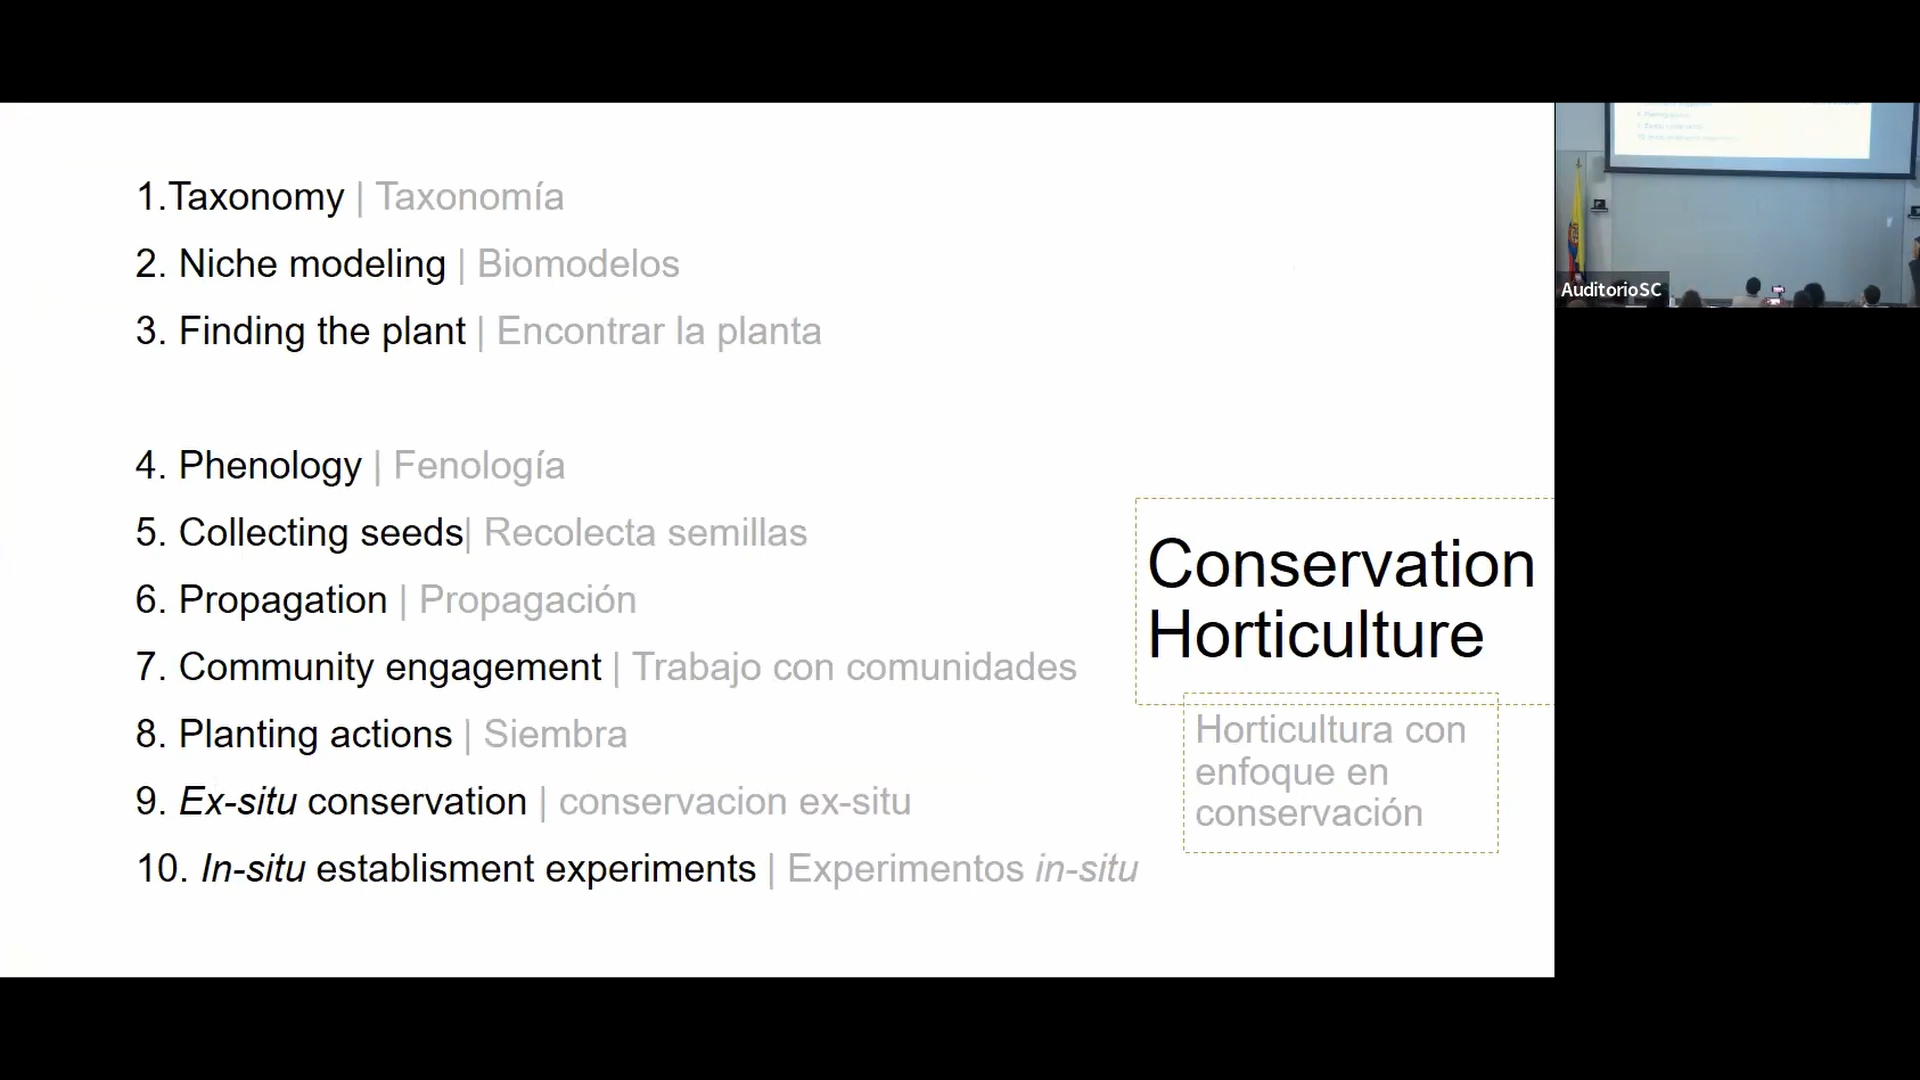 1.Taxonomy | Taxonomía
2. Niche modeling | Biomodelos
3. Finding the plant | Encontrar la planta
4. Phenology | Fenología
5. Collecting seeds| Recolecta semillas
6. Propagation | Propagación
7. Community engagement | Trabajo con comunidades
8. Planting actions | Siembra
9. Ex-situ conservation | conservacion ex-situ
10. In-situ establisment experiments | Experimentos in-situ
Conservation
Horticulture
Horticultura con
enfoque en
conservación
AuditorioSC